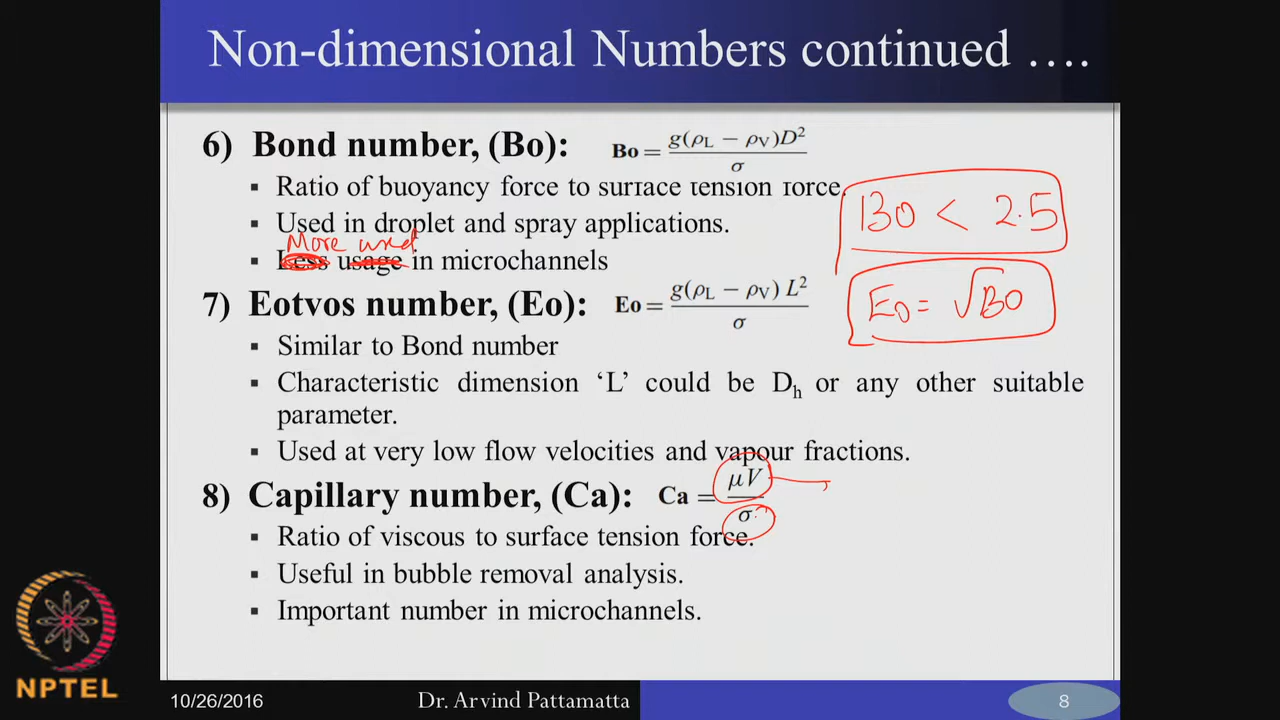 Non-dimensional Numbers continued ….
6) Bond number, (Bo): Bo = g(ρL − ρV)D² / σ
▪ Ratio of buoyancy force to surface tension force.
▪ Used in droplet and spray applications.
More used
▪ Less usage in microchannels
Bo < 2.5
7) Eotvos number, (Eo): Eo = g(ρL − ρV) L² / σ
Eo = √Bo
▪ Similar to Bond number
▪ Characteristic dimension ‘L’ could be Dh or any other suitable
parameter.
▪ Used at very low flow velocities and vapour fractions.
8) Capillary number, (Ca): Ca = μV / σ
▪ Ratio of viscous to surface tension force.
▪ Useful in bubble removal analysis.
▪ Important number in microchannels.
NPTEL
10/26/2016 Dr. Arvind Pattamatta 8